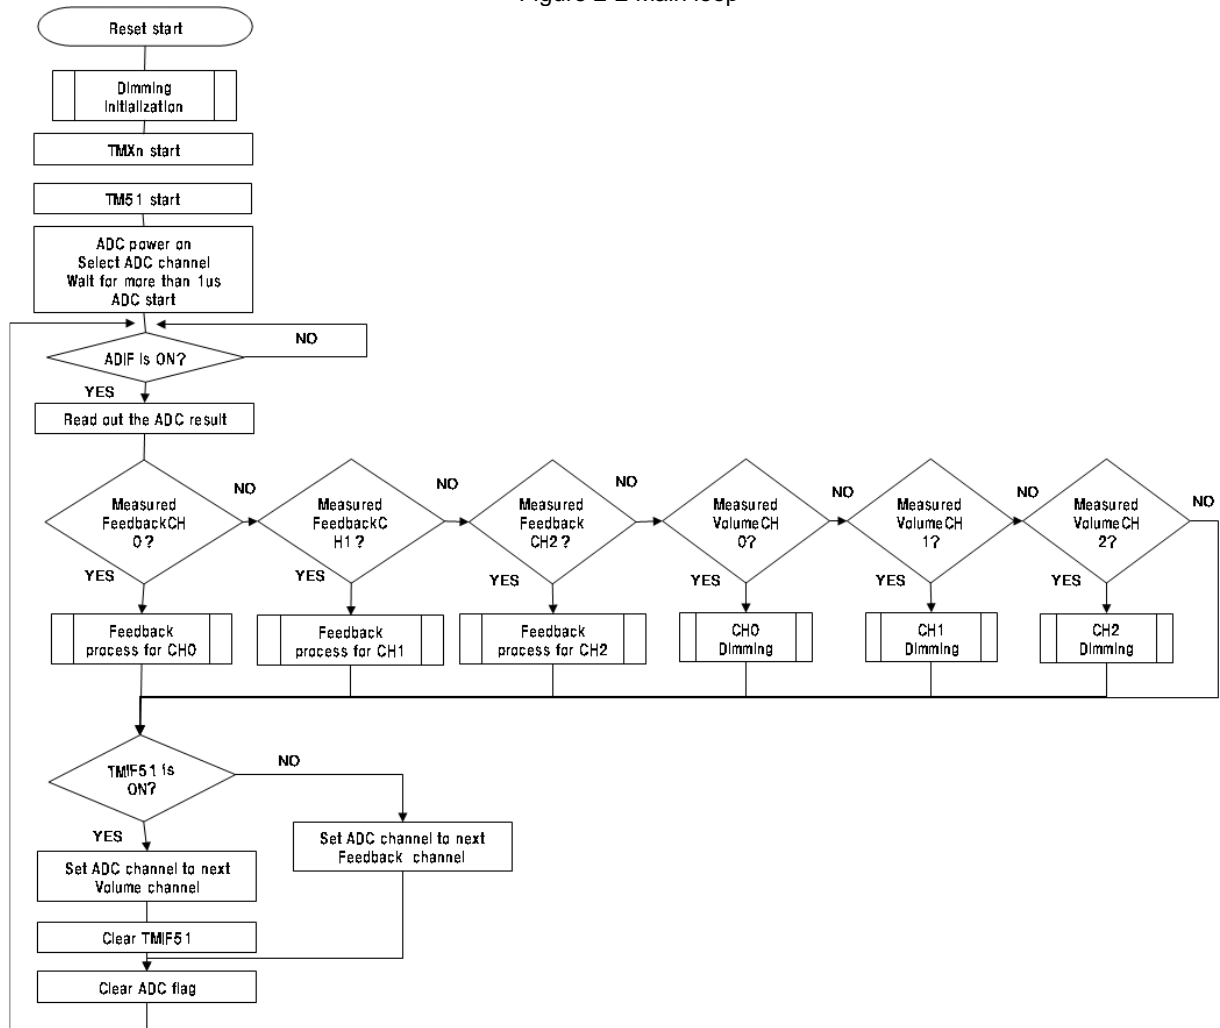 Figure 2-2 Main loop
Reset start
Dimming
initialization
TMXn start
TM51 start
ADC power on
Select ADC channel
Wait for more than 1us
ADC start
NO
ADIF is ON?
YES
Read out the ADC result
Measured
FeedbackCH
0?
NO
YES
Measured
FeedbackC
H1?
NO
YES
Measured
Feedback
CH2?
NO
YES
Measured
VolumeCH
0?
NO
YES
Measured
VolumeCH
1?
NO
YES
Measured
VolumeCH
2?
NO
YES
Feedback
process for CH0
Feedback
process for CH1
Feedback
process for CH2
CH0
Dimming
CH1
Dimming
CH2
Dimming
TMIF51 is
ON?
NO
YES
Set ADC channel to next
Feedback channel
Set ADC channel to next
Volume channel
Clear TMIF51
Clear ADC flag